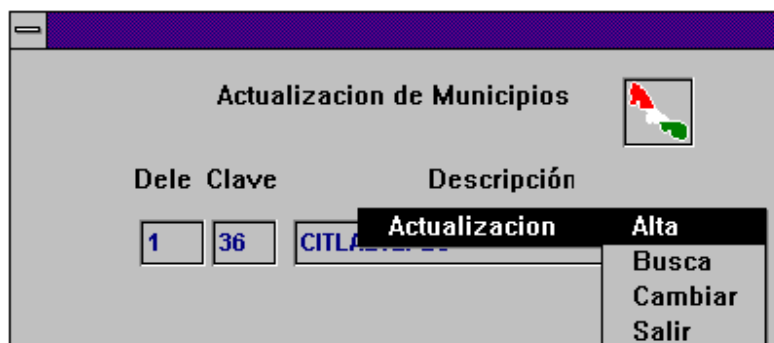 Actualizacion de Municipios
Dele Clave Descripción
1 36
Actualizacion Alta
Busca
Cambiar
Salir